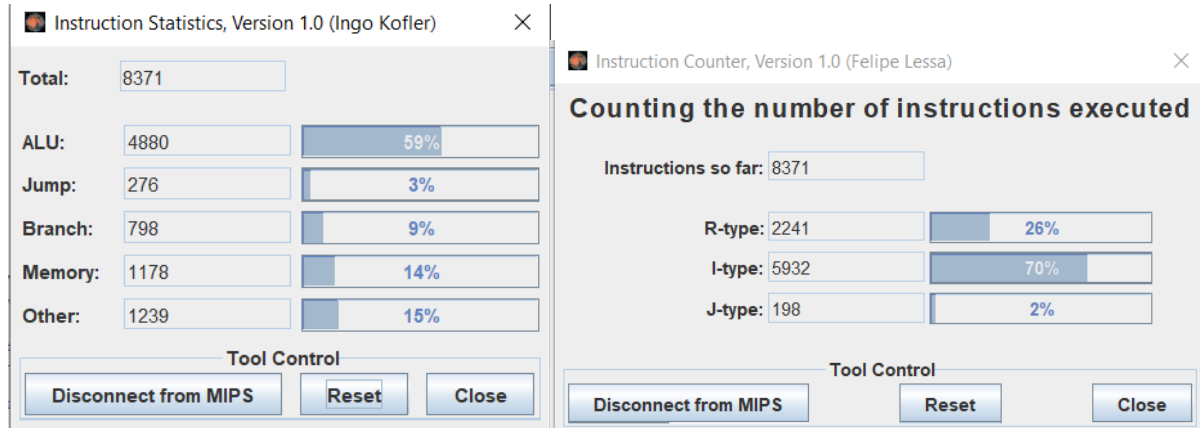 Instruction Statistics, Version 1.0 (Ingo Kofler)
Total: 8371
ALU: 4880 59%
Jump: 276 3%
Branch: 798 9%
Memory: 1178 14%
Other: 1239 15%
Tool Control
Disconnect from MIPS Reset Close
Instruction Counter, Version 1.0 (Felipe Lessa)
Counting the number of instructions executed
Instructions so far: 8371
R-type: 2241 26%
I-type: 5932 70%
J-type: 198 2%
Tool Control
Disconnect from MIPS Reset Close